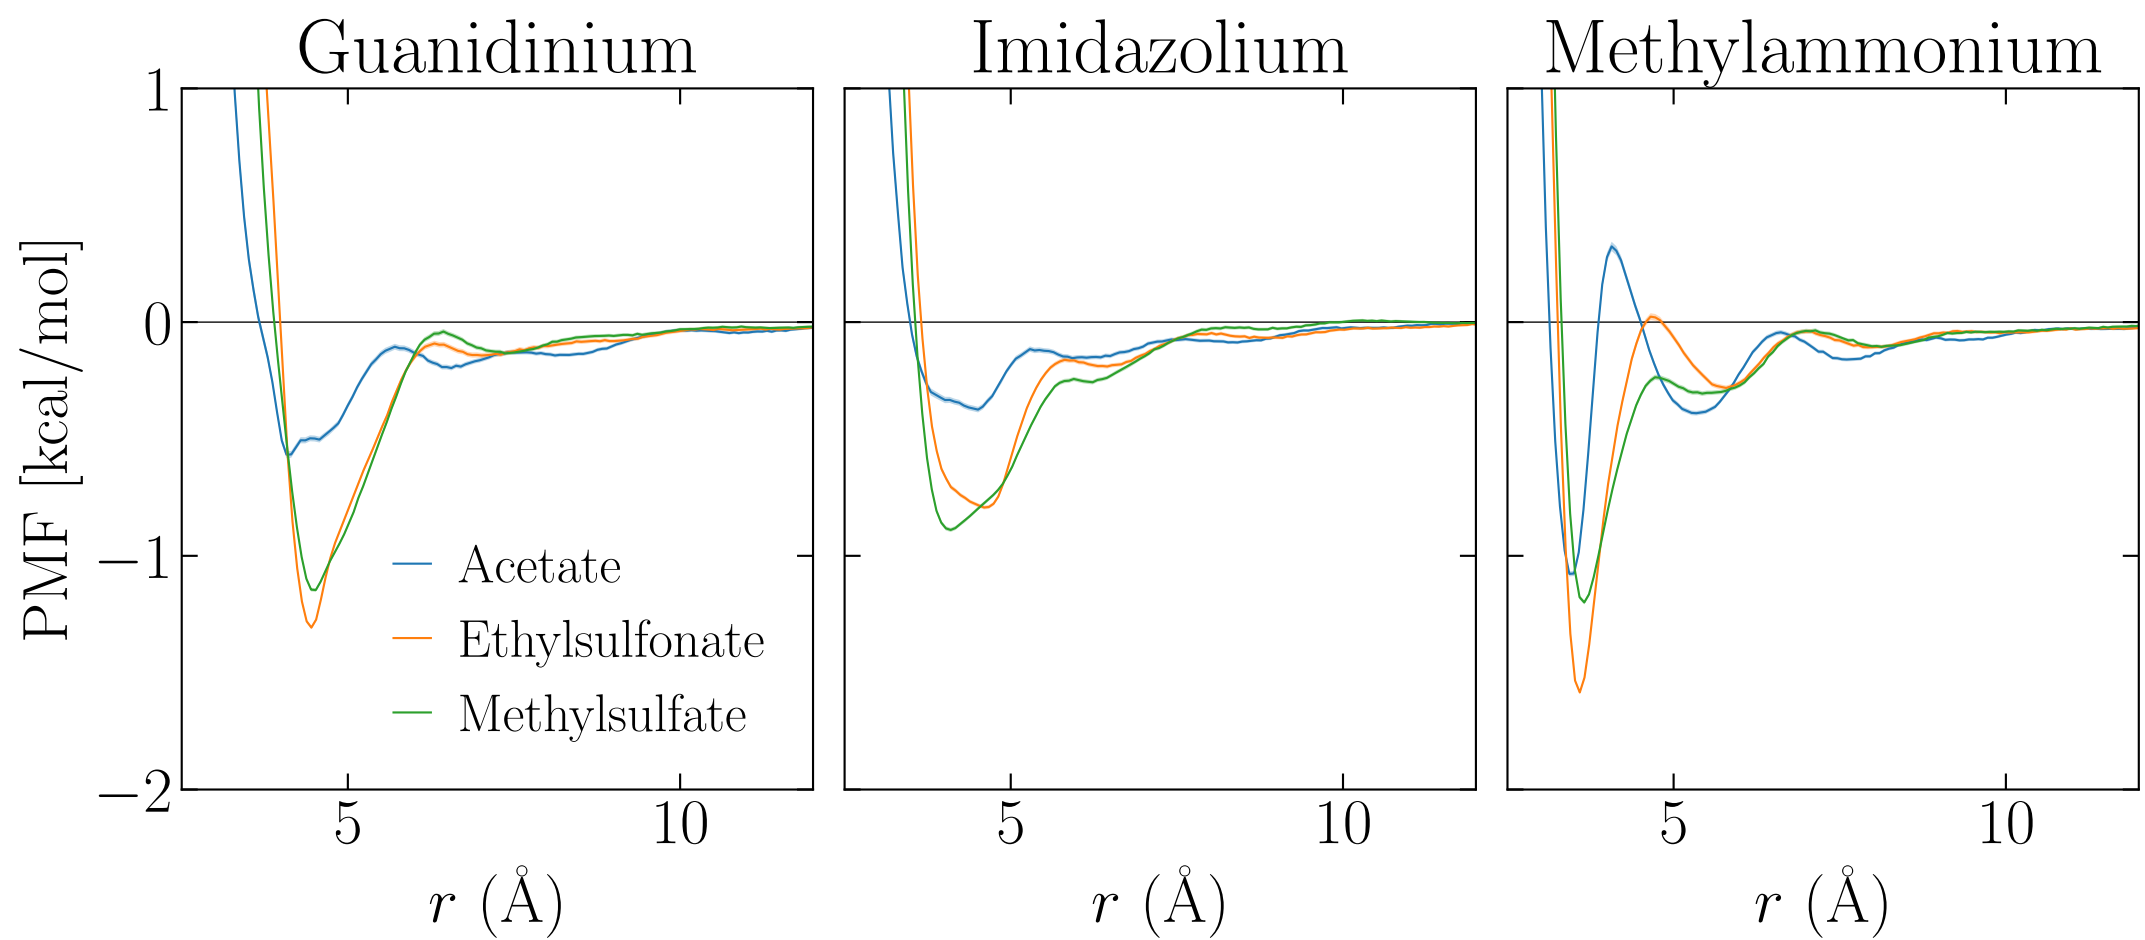 Guanidinium Imidazolium Methylammonium
PMF [kcal/mol]
1
0
−1
−2
Acetate
Ethylsulfonate
Methylsulfate
5 10 5 10 5 10
r (Å) r (Å) r (Å)